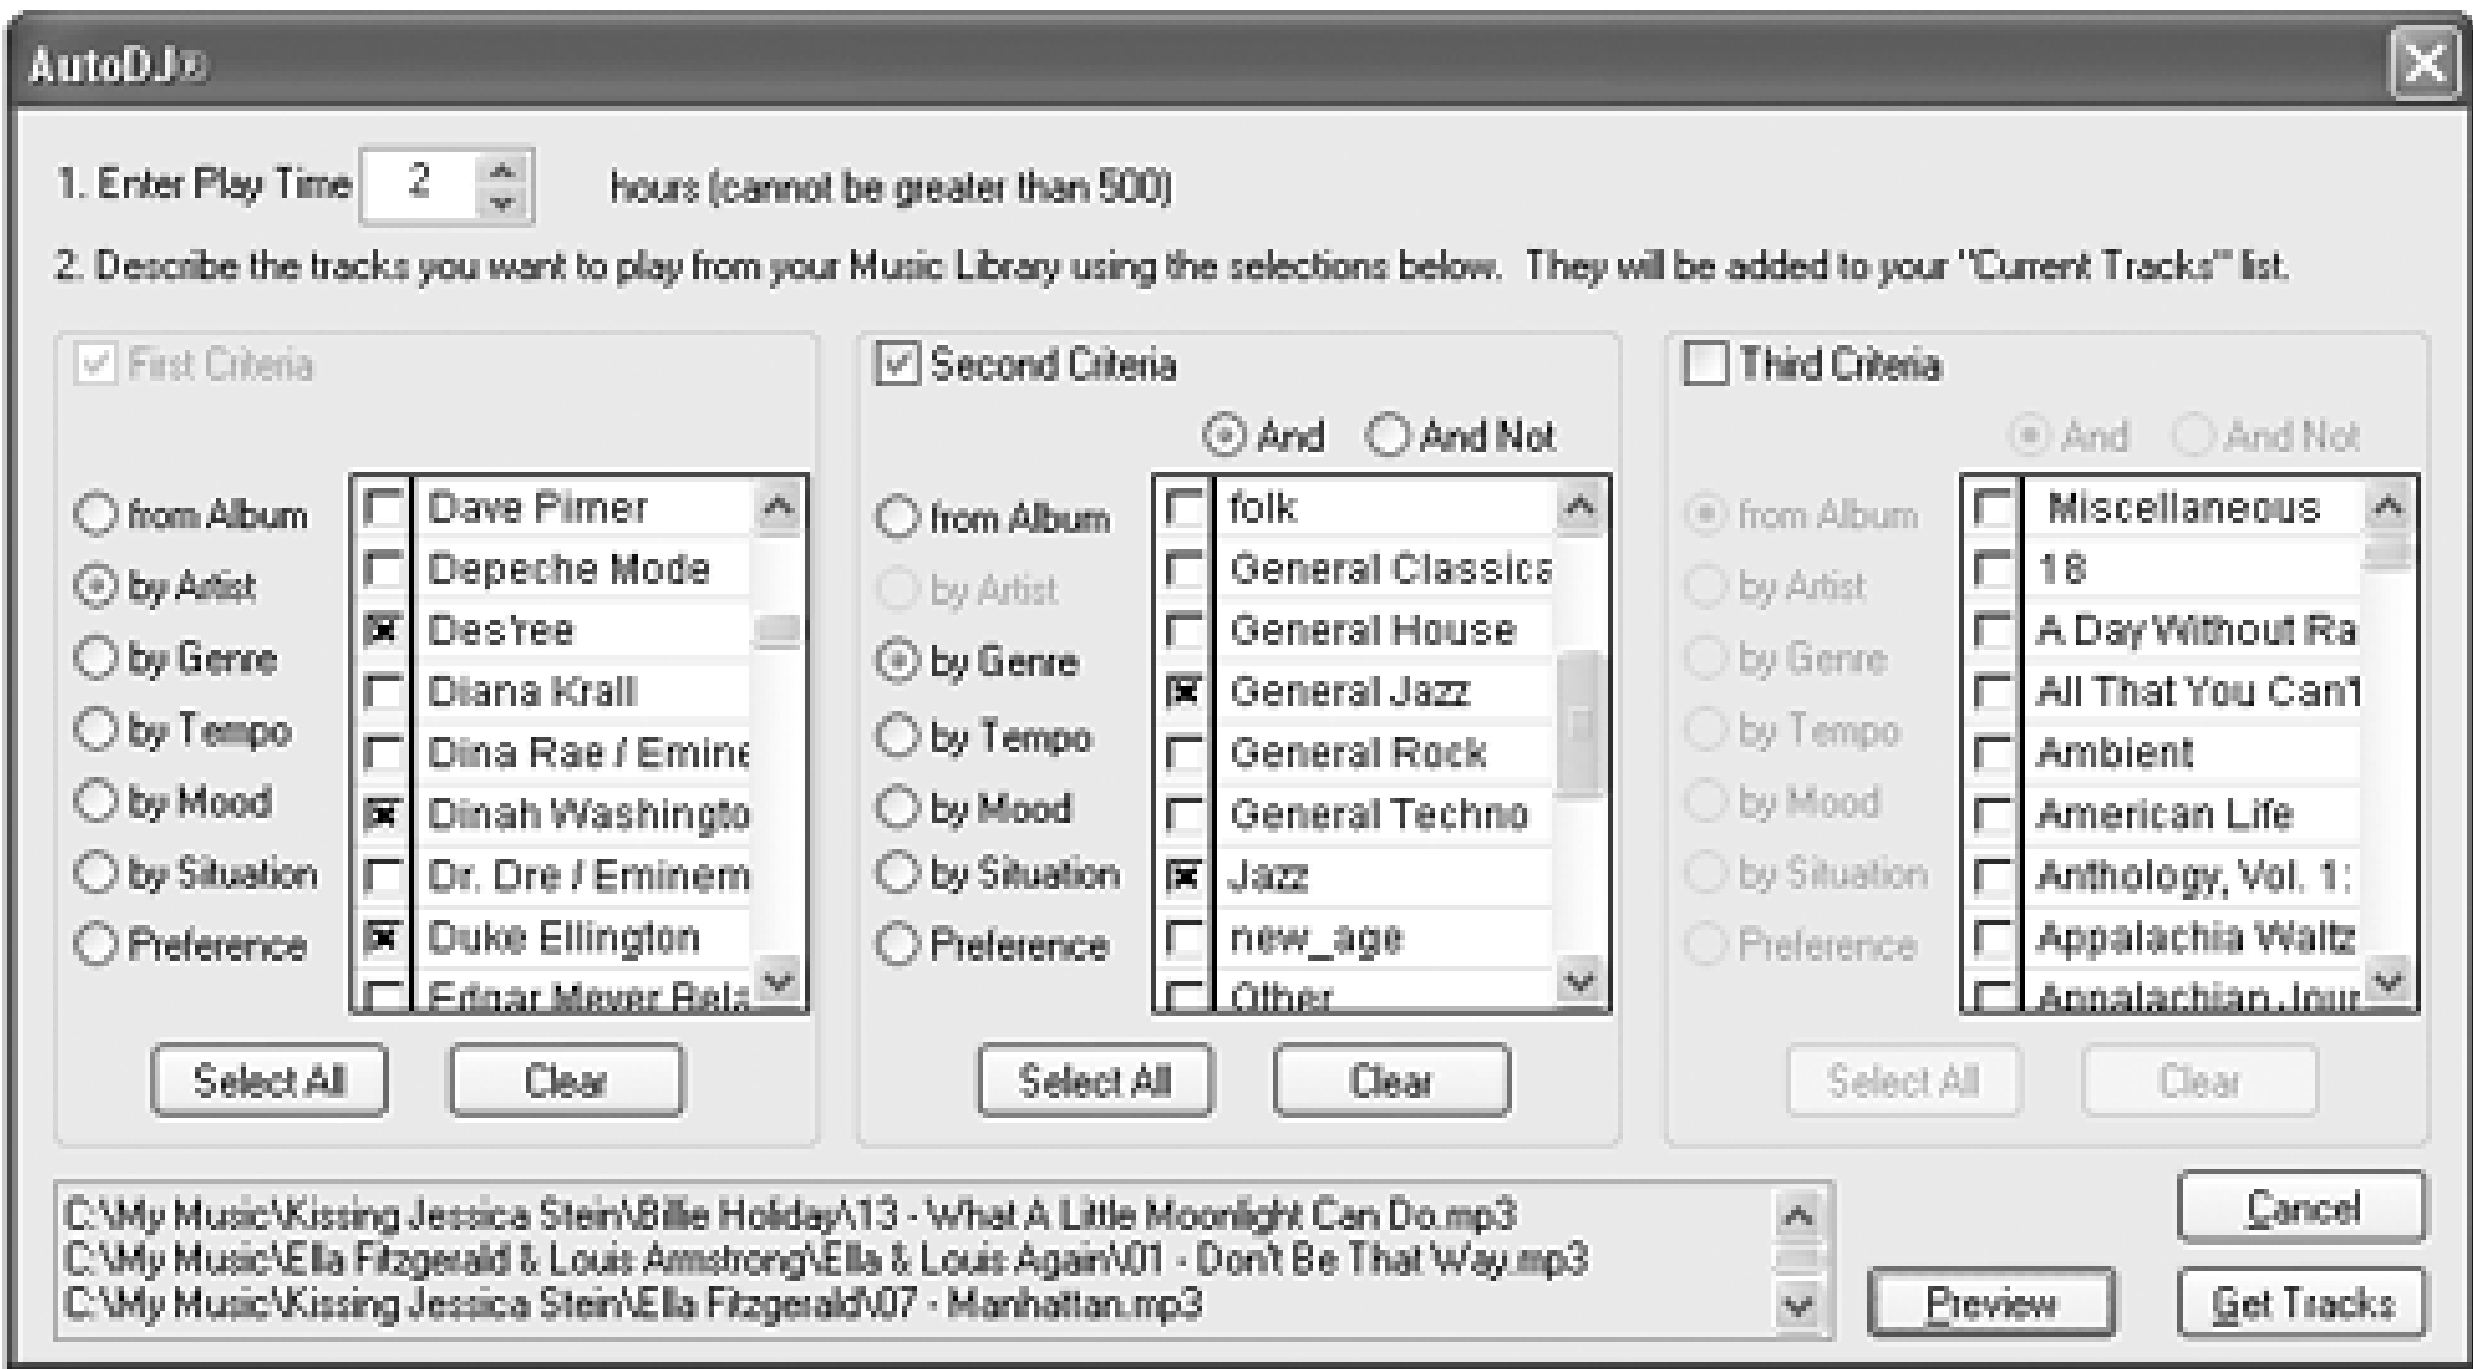 AutoDJ®
1. Enter Play Time 2 hours (cannot be greater than 500)
2. Describe the tracks you want to play from your Music Library using the selections below. They will be added to your "Current Tracks" list.
First Criteria
from Album
by Artist
by Genre
by Tempo
by Mood
by Situation
Preference
Dave Pirner
Depeche Mode
Des'ree
Diana Krall
Dina Rae / Emine
Dinah Washingto
Dr. Dre / Eminem
Duke Ellington
Edgar Meyer Bela
Select All Clear
Second Criteria
And And Not
from Album
by Artist
by Genre
by Tempo
by Mood
by Situation
Preference
folk
General Classica
General House
General Jazz
General Rock
General Techno
Jazz
new_age
Other
Select All Clear
Third Criteria
And And Not
from Album
by Artist
by Genre
by Tempo
by Mood
by Situation
Preference
Miscellaneous
18
A Day Without Ra
All That You Can't
Ambient
American Life
Anthology, Vol. 1:
Appalachia Waltz
Appalachian Jour
Select All Clear
C:\My Music\Kissing Jessica Stein\Billie Holiday\13 - What A Little Moonlight Can Do.mp3
C:\My Music\Ella Fitzgerald & Louis Armstrong\Ella & Louis Again\01 - Don't Be That Way.mp3
C:\My Music\Kissing Jessica Stein\Ella Fitzgerald\07 - Manhattan.mp3
Cancel
Preview Get Tracks